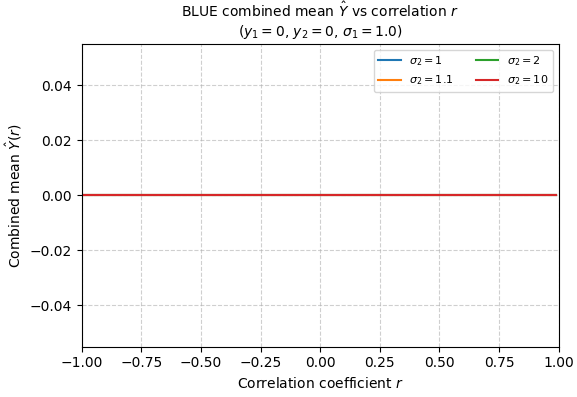 BLUE combined mean Ŷ vs correlation r
(y₁ = 0, y₂ = 0, σ₁ = 1.0)
σ₂ = 1
σ₂ = 1.1
σ₂ = 2
σ₂ = 10
Combined mean Ŷ(r)
0.04
0.02
0.00
−0.02
−0.04
−1.00 −0.75 −0.50 −0.25 0.00 0.25 0.50 0.75 1.00
Correlation coefficient r